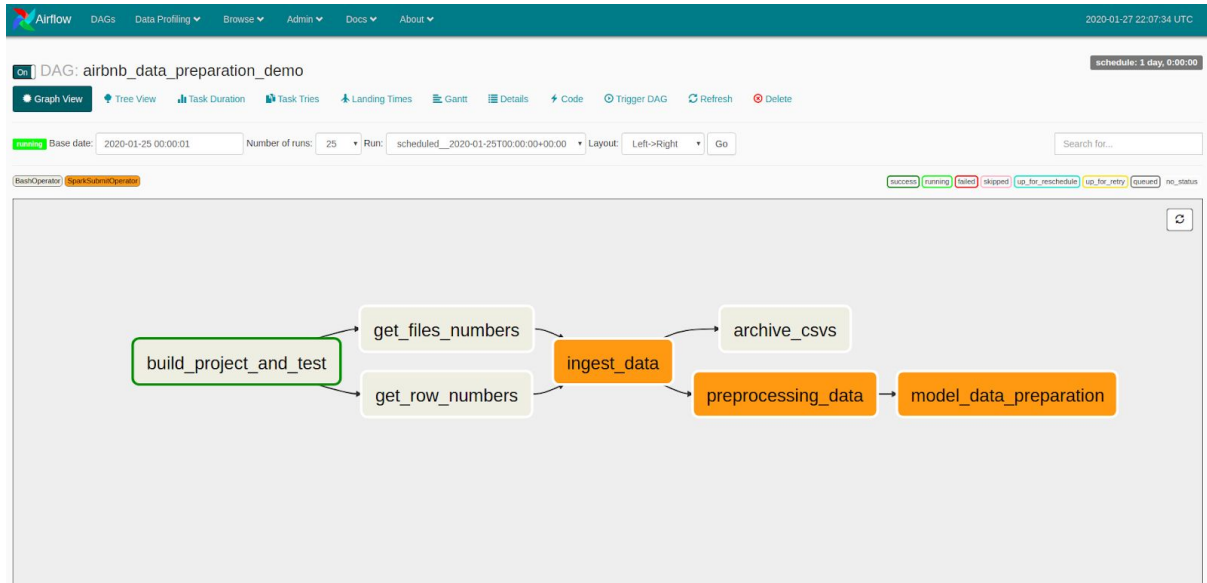 Airflow DAGs Data Profiling Browse Admin Docs About 2020-01-27 22:07:34 UTC
On DAG: airbnb_data_preparation_demo schedule: 1 day, 0:00:00
Graph View Tree View Task Duration Task Tries Landing Times Gantt Details Code Trigger DAG Refresh Delete
running Base date: 2020-01-25 00:00:01 Number of runs: 25 Run: scheduled__2020-01-25T00:00:00+00:00 Layout: Left->Right Go Search for...
BashOperator SparkSubmitOperator success running failed skipped up_for_reschedule up_for_retry queued no_status
get_files_numbers archive_csvs
build_project_and_test ingest_data
get_row_numbers preprocessing_data model_data_preparation